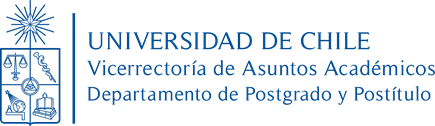 UNIVERSIDAD DE CHILE
Vicerrectoría de Asuntos Académicos
Departamento de Postgrado y Postítulo